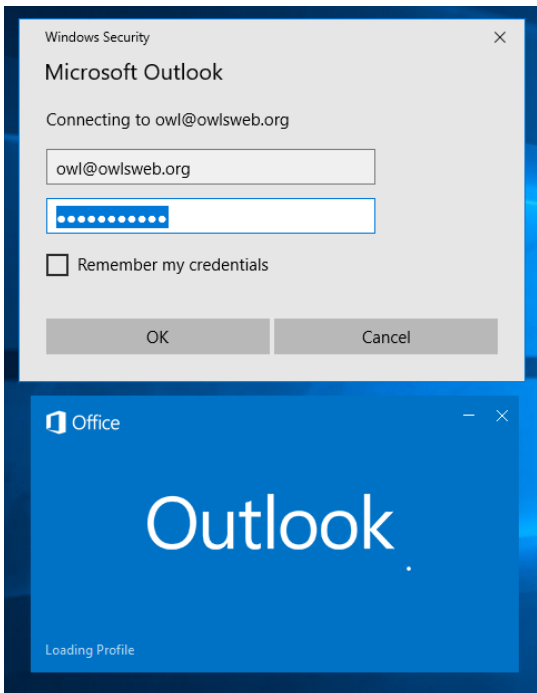 Windows Security
Microsoft Outlook
Connecting to owl@owlsweb.org
owl@owlsweb.org
●●●●●●●●●●●
Remember my credentials
OK Cancel
Office
Outlook
Loading Profile